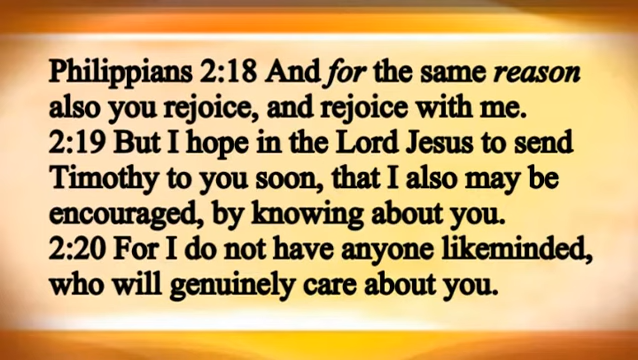 Philippians 2:18 And for the same reason
also you rejoice, and rejoice with me.
2:19 But I hope in the Lord Jesus to send
Timothy to you soon, that I also may be
encouraged, by knowing about you.
2:20 For I do not have anyone likeminded,
who will genuinely care about you.